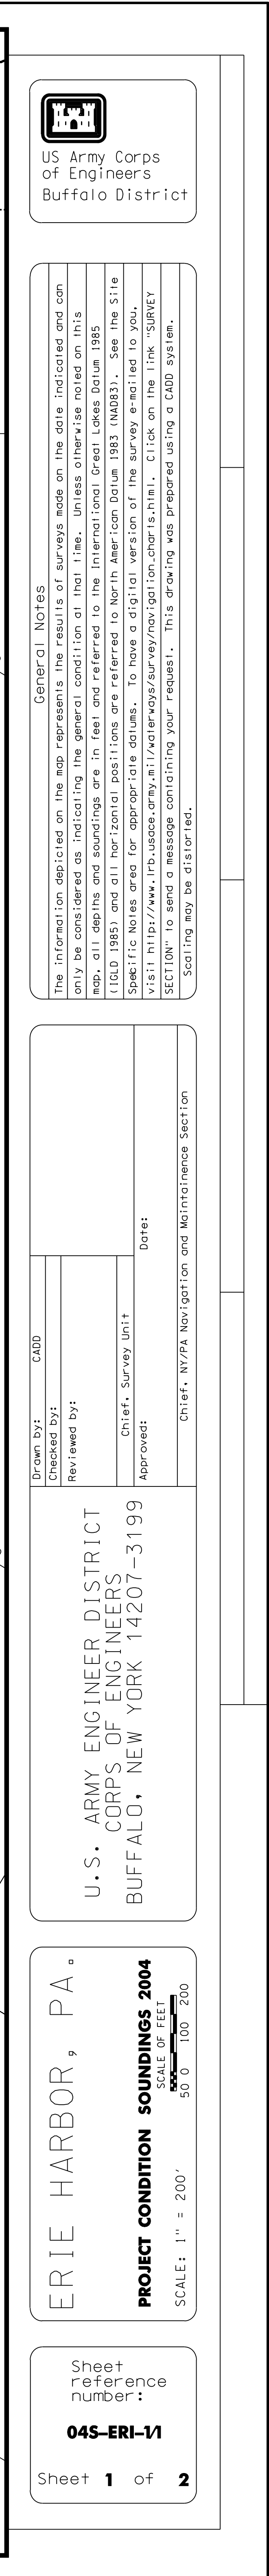 US Army Corps
of Engineers
Buffalo District
General Notes
The information depicted on the map represents the results of surveys made on the date indicated and can
only be considered as indicating the general condition at that time. Unless otherwise noted on this
map, all depths and soundings are in feet and referred to the International Great Lakes Datum 1985
(IGLD 1985) and all horizontal positions are referred to North American Datum 1983 (NAD83). See the Site
Specific Notes area for appropriate datums. To have a digital version of the survey e-mailed to you,
visit http://www.lrb.usace.army.mil/waterways/survey/navigation_charts.html. Click on the link "SURVEY
SECTION" to send a message containing your request. This drawing was prepared using a CADD system.
Scaling may be distorted.
Drawn by: CADD
Checked by:
Reviewed by:
Chief, Survey Unit
Approved: Date:
Chief, NY/PA Navigation and Maintainence Section
U.S. ARMY ENGINEER DISTRICT
CORPS OF ENGINEERS
BUFFALO, NEW YORK 14207-3199
ERIE HARBOR, PA.
PROJECT CONDITION SOUNDINGS 2004
SCALE OF FEET
50 0 100 200
SCALE: 1" = 200'
Sheet
reference
number:
04S-ERI-1/1
Sheet 1 of 2